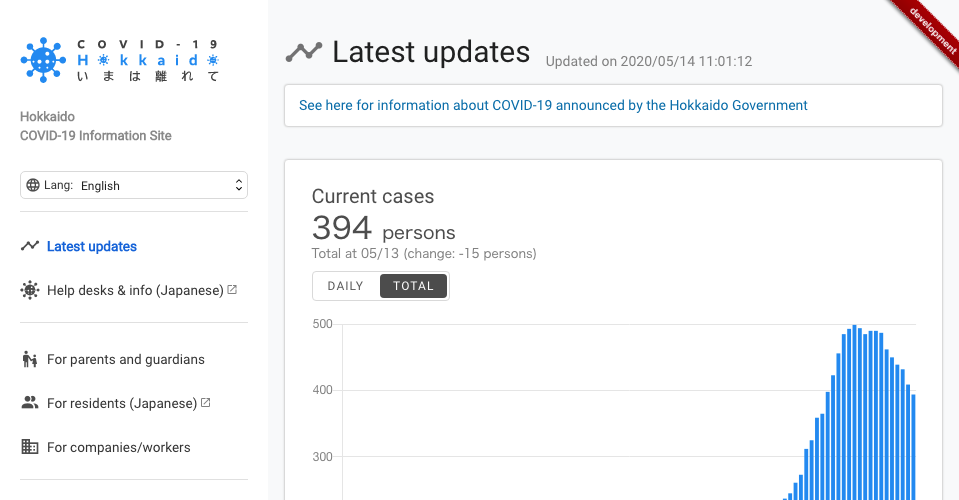 COVID-19
Hokkaido
いまは離れて
Hokkaido
COVID-19 Information Site
Lang: English
Latest updates
Help desks & info (Japanese)
For parents and guardians
For residents (Japanese)
For companies/workers
development
Latest updates Updated on 2020/05/14 11:01:12
See here for information about COVID-19 announced by the Hokkaido Government
Current cases
394 persons
Total at 05/13 (change: -15 persons)
DAILY TOTAL
500
400
300